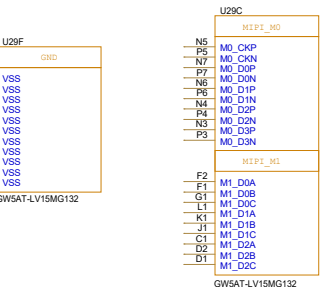 U29F
GND
VSS
VSS
VSS
VSS
VSS
VSS
VSS
VSS
VSS
VSS
GW5AT-LV15MG132
U29C
MIPI_M0
N5 M0_CKP
P5 M0_CKN
N7 M0_D0P
P7 M0_D0N
N6 M0_D1P
P6 M0_D1N
N4 M0_D2P
P4 M0_D2N
N3 M0_D3P
P3 M0_D3N
MIPI_M1
F2 M1_D0A
F1 M1_D0B
G1 M1_D0C
L1 M1_D1A
K1 M1_D1B
J1 M1_D1C
C1 M1_D2A
D2 M1_D2B
D1 M1_D2C
GW5AT-LV15MG132